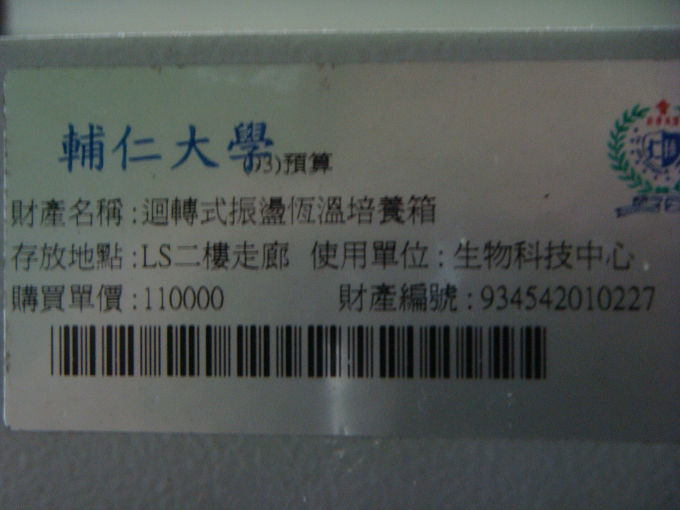 輔仁大學
3)預算
財產名稱:迴轉式振盪恆溫培養箱
存放地點:LS二樓走廊 使用單位:生物科技中心
購買單價:110000 財產編號:934542010227